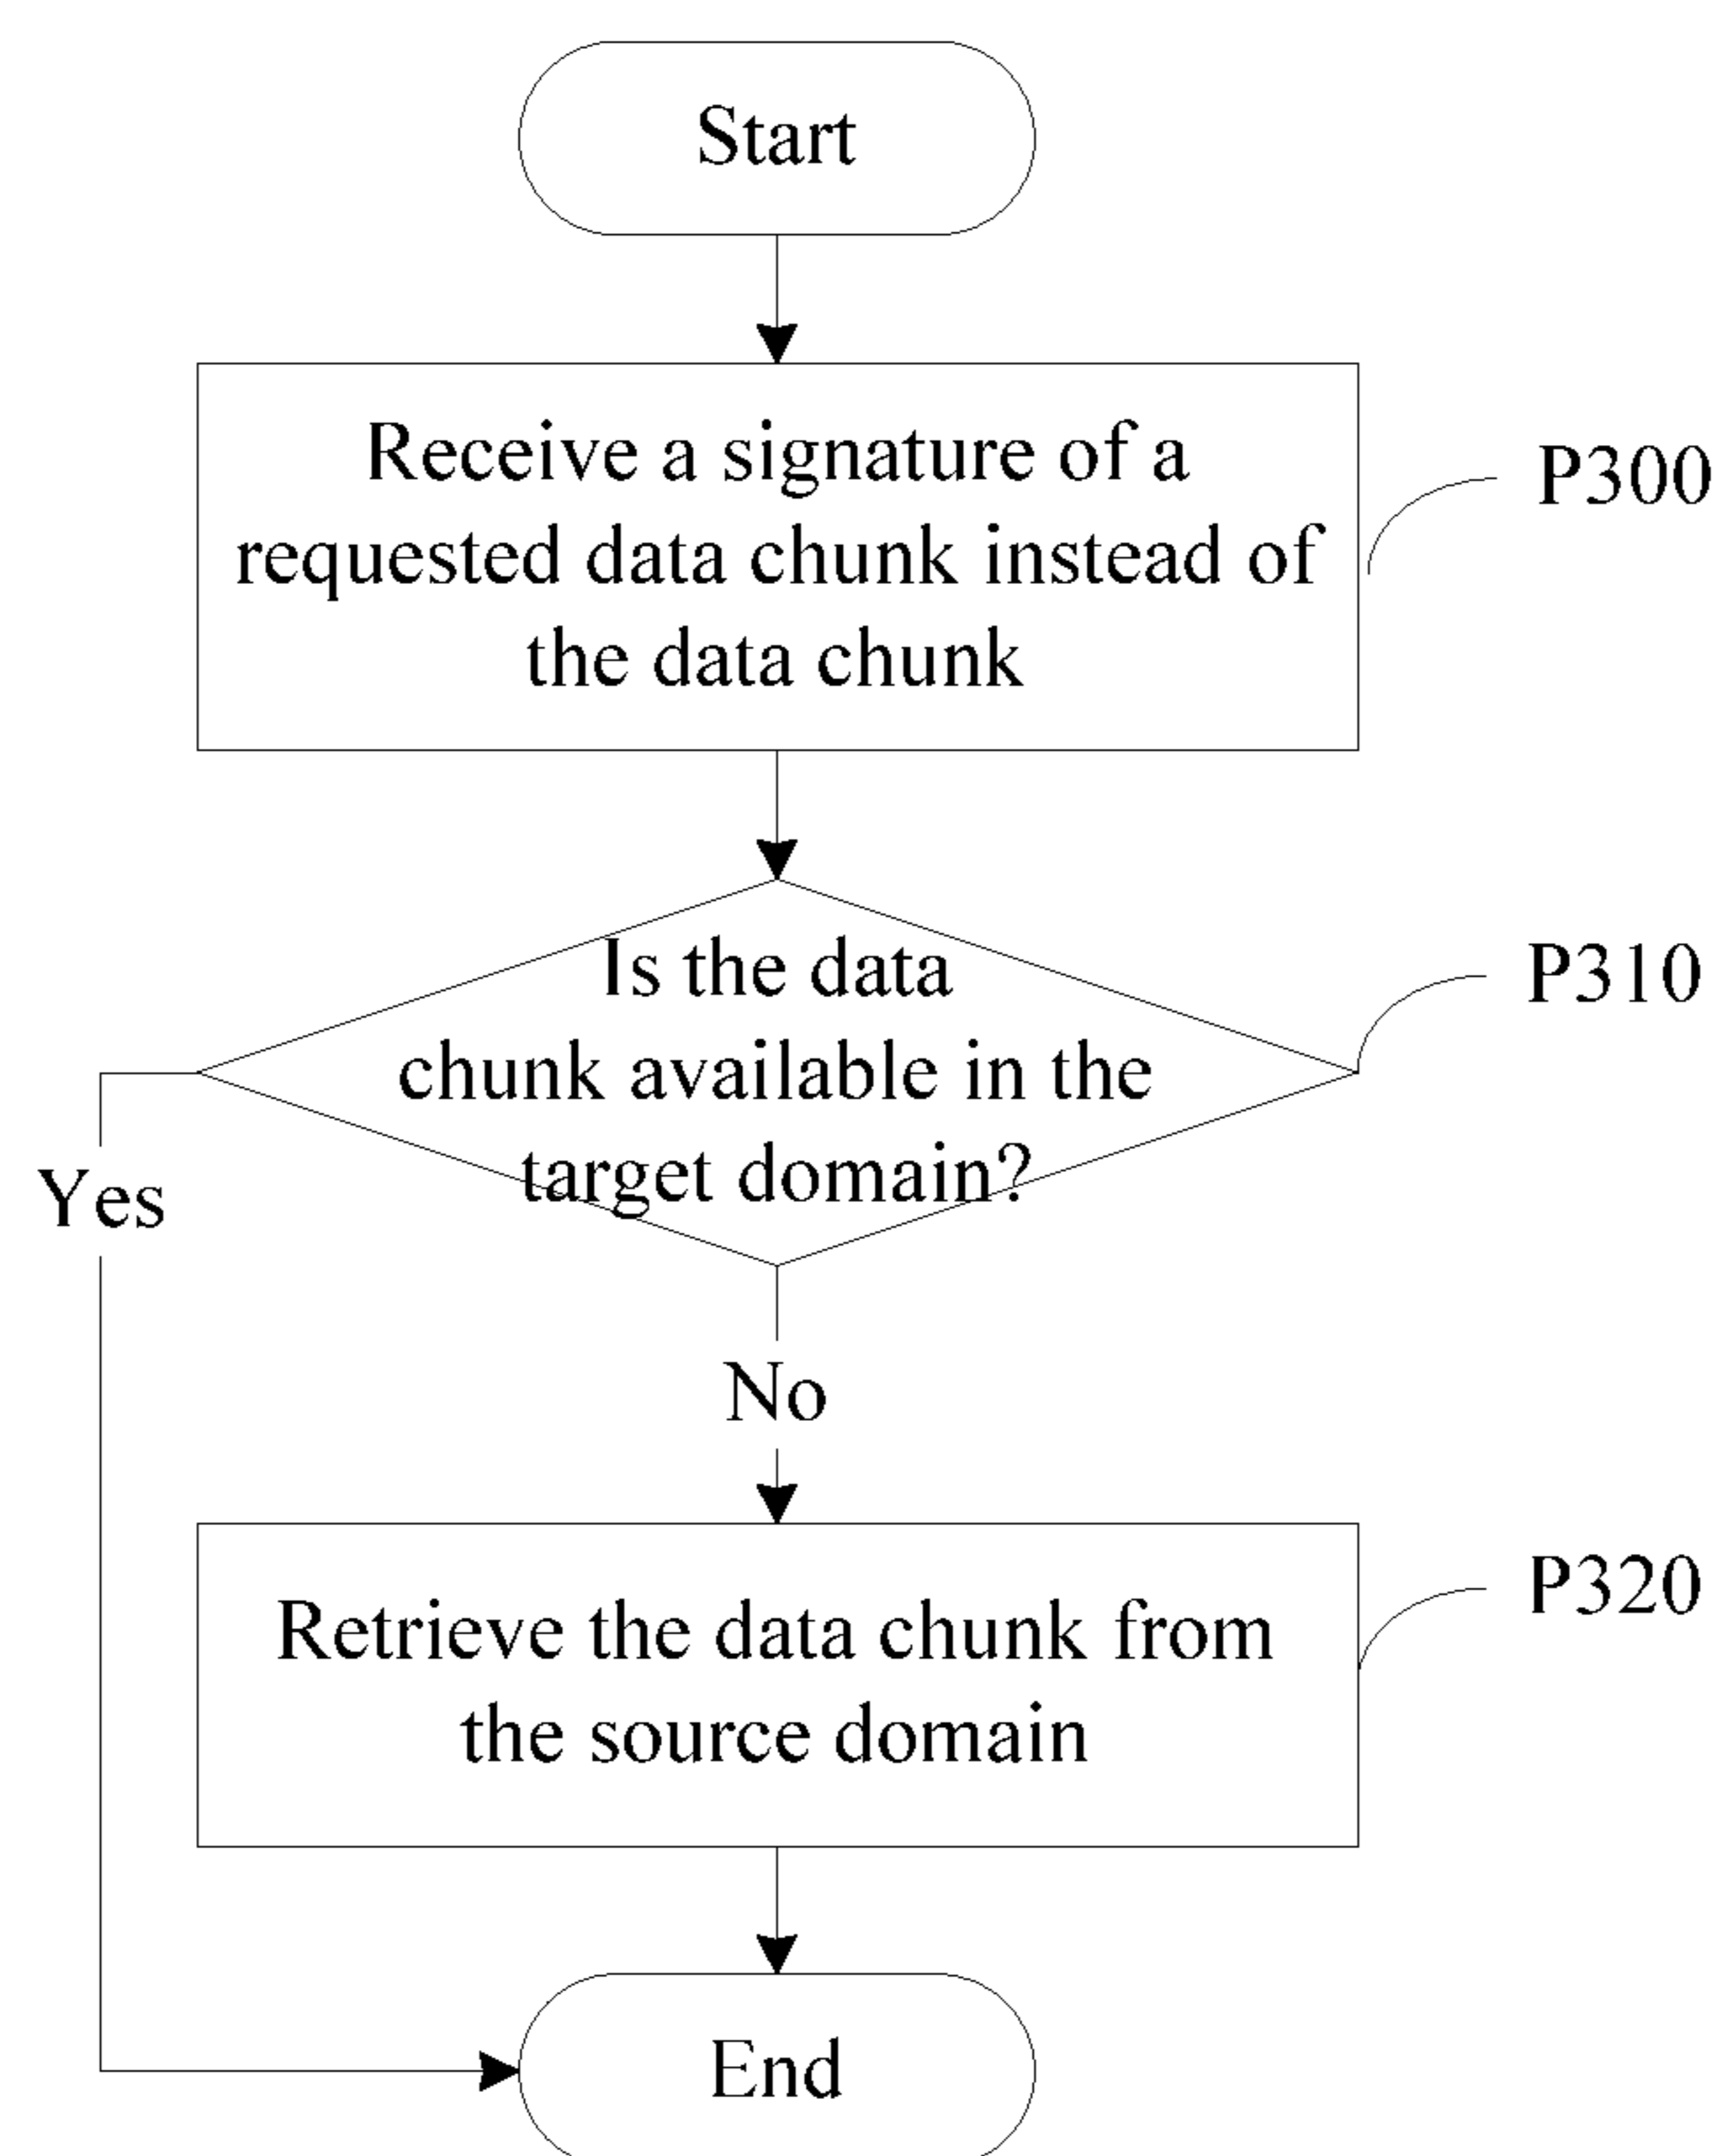 Start
Receive a signature of a
requested data chunk instead of
the data chunk
P300
Is the data
chunk available in the
target domain?
P310
Yes
No
Retrieve the data chunk from
the source domain
P320
End